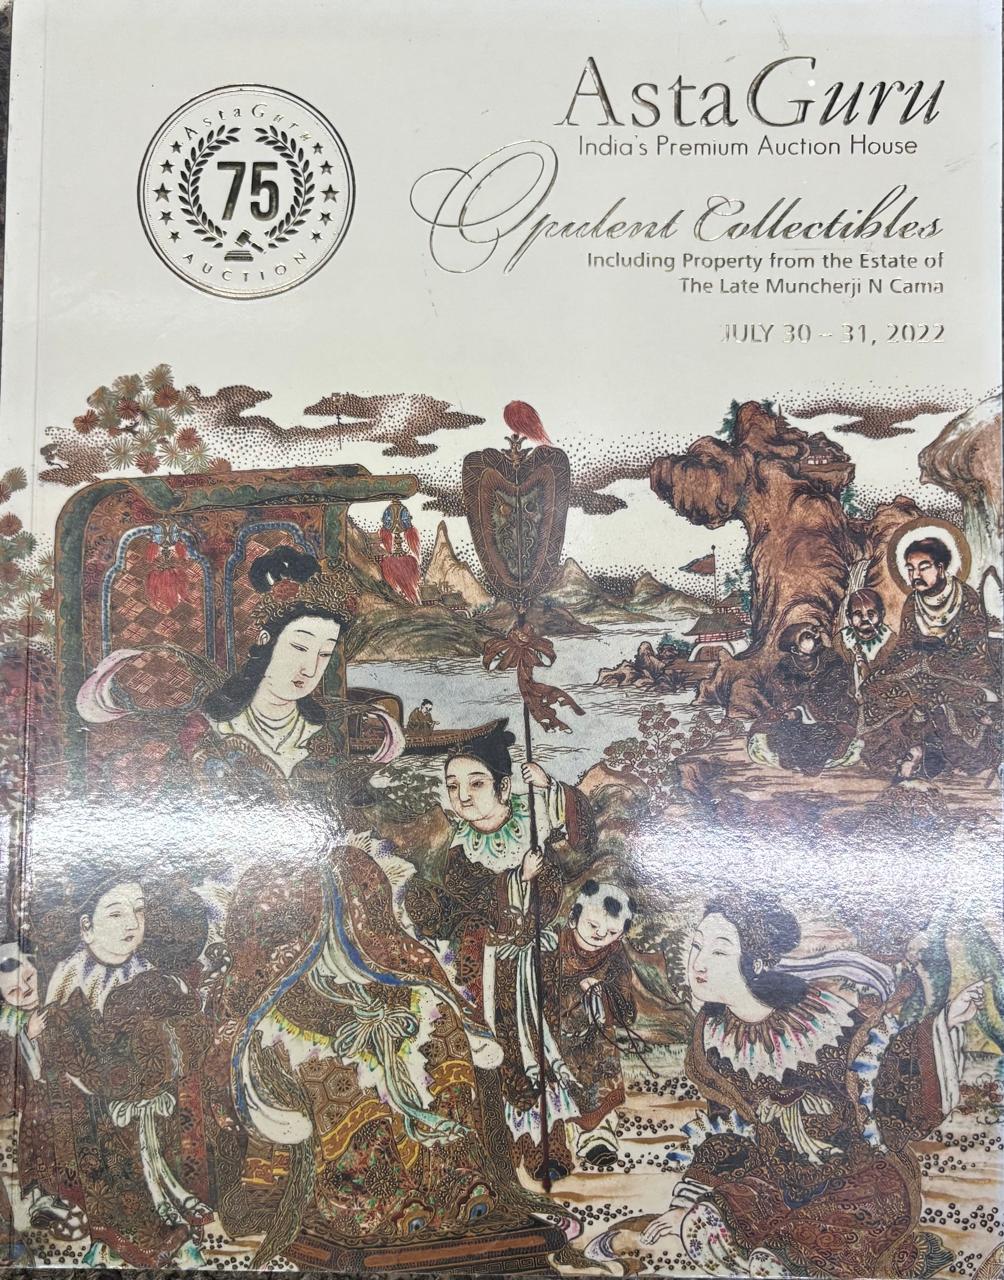 AstaGuru
75
AUCTION
AstaGuru
India's Premium Auction House
Opulent Collectibles
Including Property from the Estate of
The Late Muncherji N Cama
JULY 30 – 31, 2022